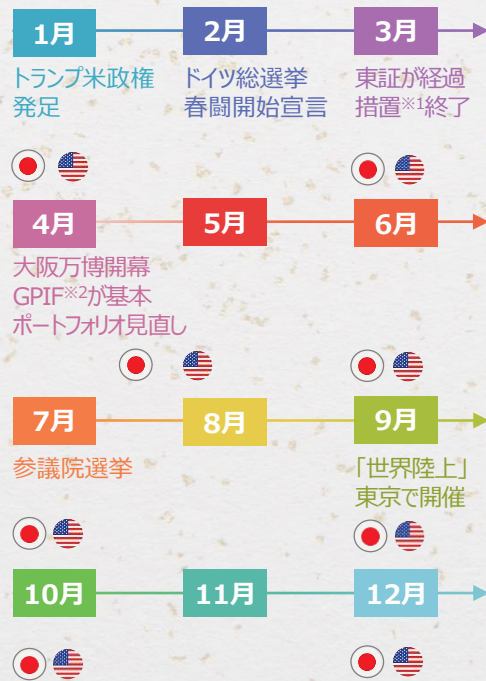 1月
2月
3月
トランプ米政権
発足
ドイツ総選挙
春闘開始宣言
東証が経過
措置※1終了
4月
5月
6月
大阪万博開幕
GPIF※2が基本
ポートフォリオ見直し
7月
8月
9月
参議院選挙
「世界陸上」
東京で開催
10月
11月
12月